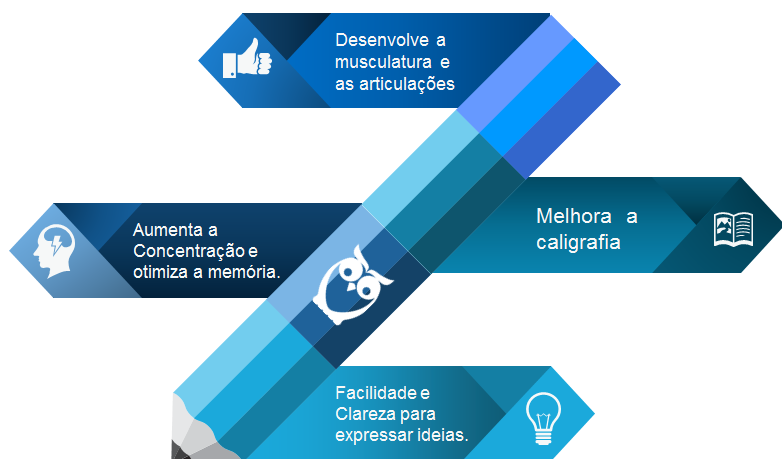 Desenvolve a
musculatura e
as articulações
Melhora a
caligrafia
Aumenta a
Concentração e
otimiza a memória.
Facilidade e
Clareza para
expressar ideias.